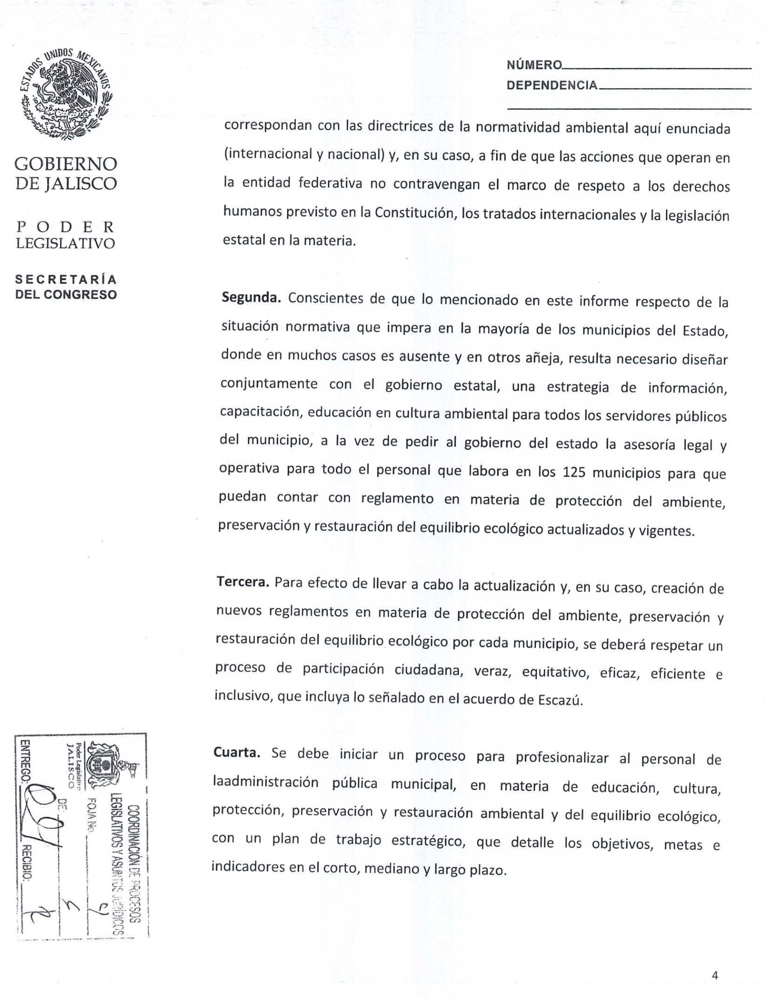 ESTADOS UNIDOS MEXICANOS
GOBIERNO
DE JALISCO
PODER
LEGISLATIVO
SECRETARÍA
DEL CONGRESO
NÚMERO
DEPENDENCIA
correspondan con las directrices de la normatividad ambiental aquí enunciada
(internacional y nacional) y, en su caso, a fin de que las acciones que operan en
la entidad federativa no contravengan el marco de respeto a los derechos
humanos previsto en la Constitución, los tratados internacionales y la legislación
estatal en la materia.
Segunda. Conscientes de que lo mencionado en este informe respecto de la
situación normativa que impera en la mayoría de los municipios del Estado,
donde en muchos casos es ausente y en otros añeja, resulta necesario diseñar
conjuntamente con el gobierno estatal, una estrategia de información,
capacitación, educación en cultura ambiental para todos los servidores públicos
del municipio, a la vez de pedir al gobierno del estado la asesoría legal y
operativa para todo el personal que labora en los 125 municipios para que
puedan contar con reglamento en materia de protección del ambiente,
preservación y restauración del equilibrio ecológico actualizados y vigentes.
Tercera. Para efecto de llevar a cabo la actualización y, en su caso, creación de
nuevos reglamentos en materia de protección del ambiente, preservación y
restauración del equilibrio ecológico por cada municipio, se deberá respetar un
proceso de participación ciudadana, veraz, equitativo, eficaz, eficiente e
inclusivo, que incluya lo señalado en el acuerdo de Escazú.
Cuarta. Se debe iniciar un proceso para profesionalizar al personal de
laadministración pública municipal, en materia de educación, cultura,
protección, preservación y restauración ambiental y del equilibrio ecológico,
con un plan de trabajo estratégico, que detalle los objetivos, metas e
indicadores en el corto, mediano y largo plazo.
COORDINACIÓN DE PROCESOS
LEGISLATIVOS Y ASUNTOS JURÍDICOS
Poder Legislativo
JALISCO
FOJA No.
DE
ENTREGO: RECIBIO:
4